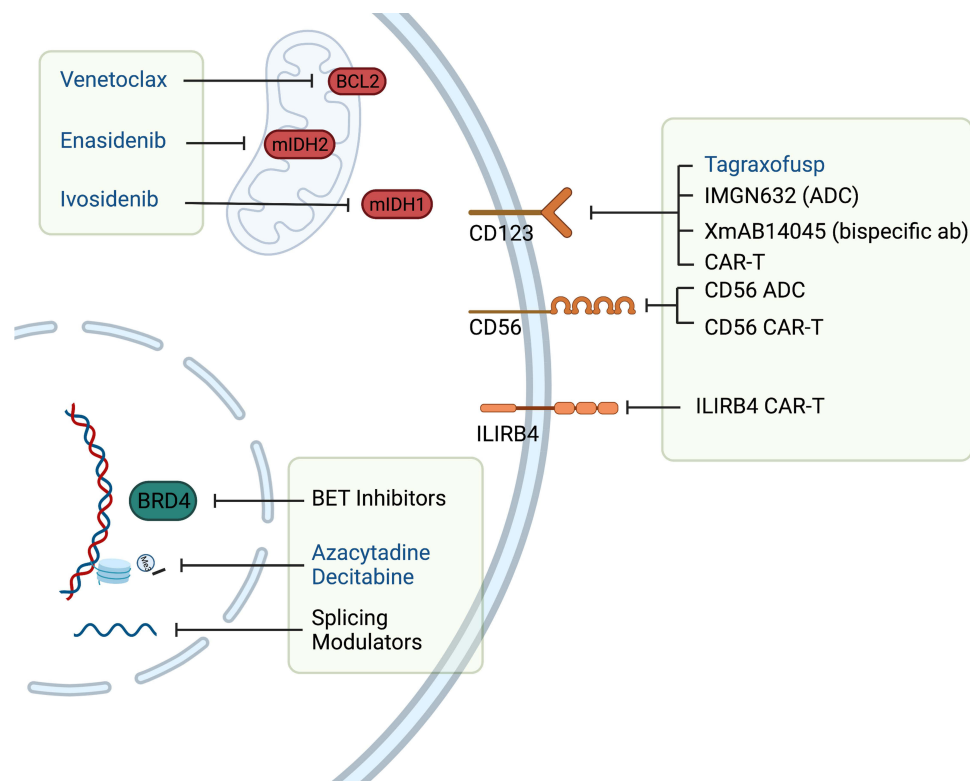 Venetoclax
BCL2
Enasidenib
mIDH2
Ivosidenib
mIDH1
CD123
Tagraxofusp
IMGN632 (ADC)
XmAB14045 (bispecific ab)
CAR-T
CD56
CD56 ADC
CD56 CAR-T
ILIRB4
ILIRB4 CAR-T
BRD4
BET Inhibitors
Me3
Azacytadine
Decitabine
Splicing
Modulators